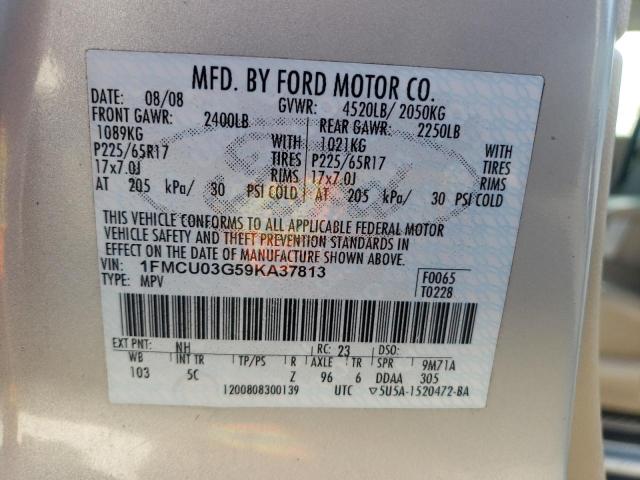 MFD. BY FORD MOTOR CO.
DATE: 08/08 GVWR: 4520LB/ 2050KG
FRONT GAWR: 2400LB REAR GAWR: 2250LB
1089KG WITH 1021KG WITH
P225/65R17 TIRES P225/65R17 TIRES
17x7.0J RIMS 17x7.0J RIMS
AT 205 kPa/ 30 PSI COLD AT 205 kPa/ 30 PSI COLD
THIS VEHICLE CONFORMS TO ALL APPLICABLE FEDERAL MOTOR
VEHICLE SAFETY AND THEFT PREVENTION STANDARDS IN
EFFECT ON THE DATE OF MANUFACTURE SHOWN ABOVE.
VIN: 1FMCU03G59KA37813 F0065
TYPE: MPV T0228
EXT PNT: NH RC: 23 DSO:
WB INT TR TP/PS R AXLE TR SPR 9M71A
103 5C Z 96 6 DDAA 305
1200808300139 UTC ▽5U5A-1520472-BA